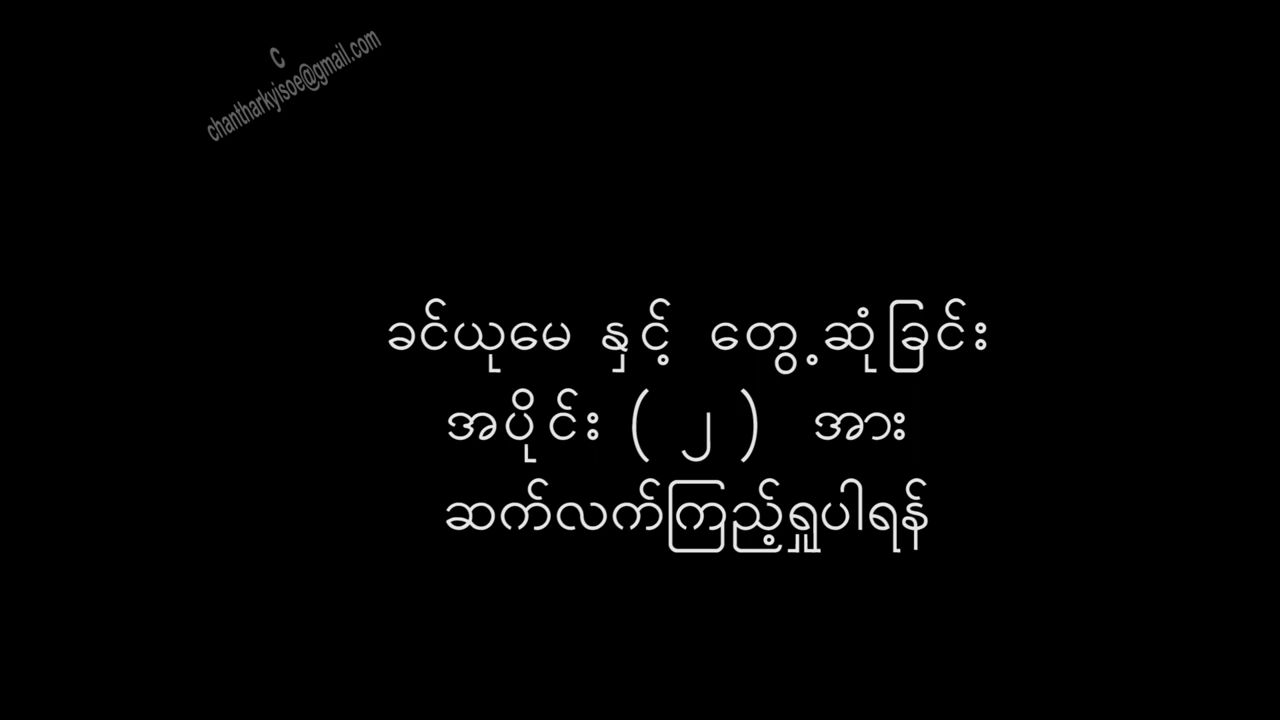 c
chantharkyisoe@gmail.com
ခင်ယုမေ နှင့် တွေ့ဆုံခြင်း
အပိုင်း ( ၂ ) အား
ဆက်လက်ကြည့်ရှုပါရန်